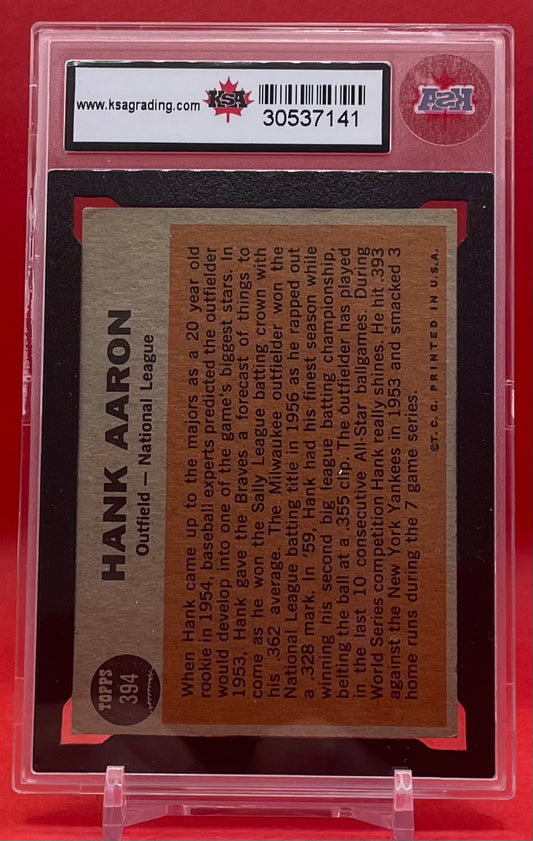 www.ksagrading.com
KSA
30537141
KSA
TOPPS
394
HANK AARON
Outfield — National League
When Hank came up to the majors as a 20 year old
rookie in 1954, baseball experts predicted the outfielder
would develop into one of the game's biggest stars. In
1953, Hank gave the Braves a forecast of things to
come as he won the Sally League batting crown with
his .362 average. The Milwaukee outfielder won the
National League batting title in 1956 as he rapped out
a .328 mark. In '59, Hank had his finest season while
winning his second big league batting championship,
belting the ball at a .355 clip. The outfielder has played
in the last 10 consecutive All-Star ballgames. During
World Series competition Hank really shines. He hit .393
against the New York Yankees in 1953 and smacked 3
home runs during the 7 game series.
©T. C. G. PRINTED IN U.S.A.